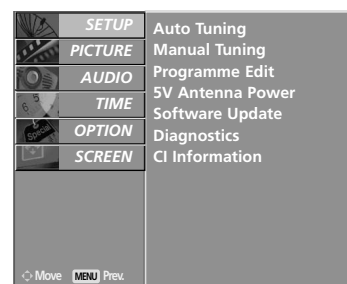 SETUP
PICTURE
AUDIO
TIME
OPTION
SCREEN
Auto Tuning
Manual Tuning
Programme Edit
5V Antenna Power
Software Update
Diagnostics
CI Information
Special
Move MENU Prev.